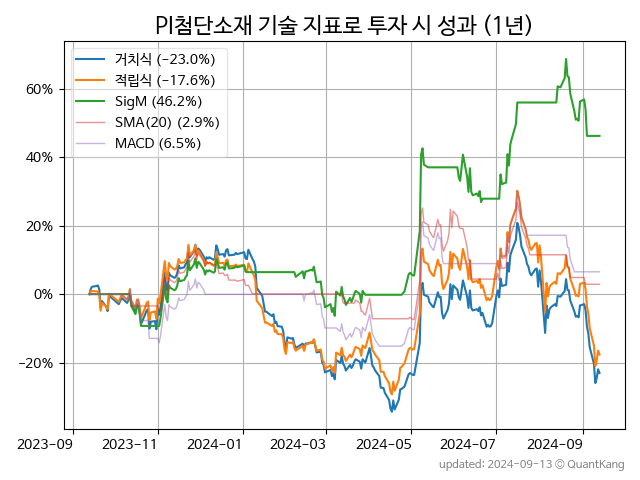 PI첨단소재 기술 지표로 투자 시 성과 (1년)
거치식 (-23.0%)
적립식 (-17.6%)
SigM (46.2%)
SMA(20) (2.9%)
MACD (6.5%)
60%
40%
20%
0%
-20%
2023-09 2023-11 2024-01 2024-03 2024-05 2024-07 2024-09
updated: 2024-09-13 ⓒ QuantKang